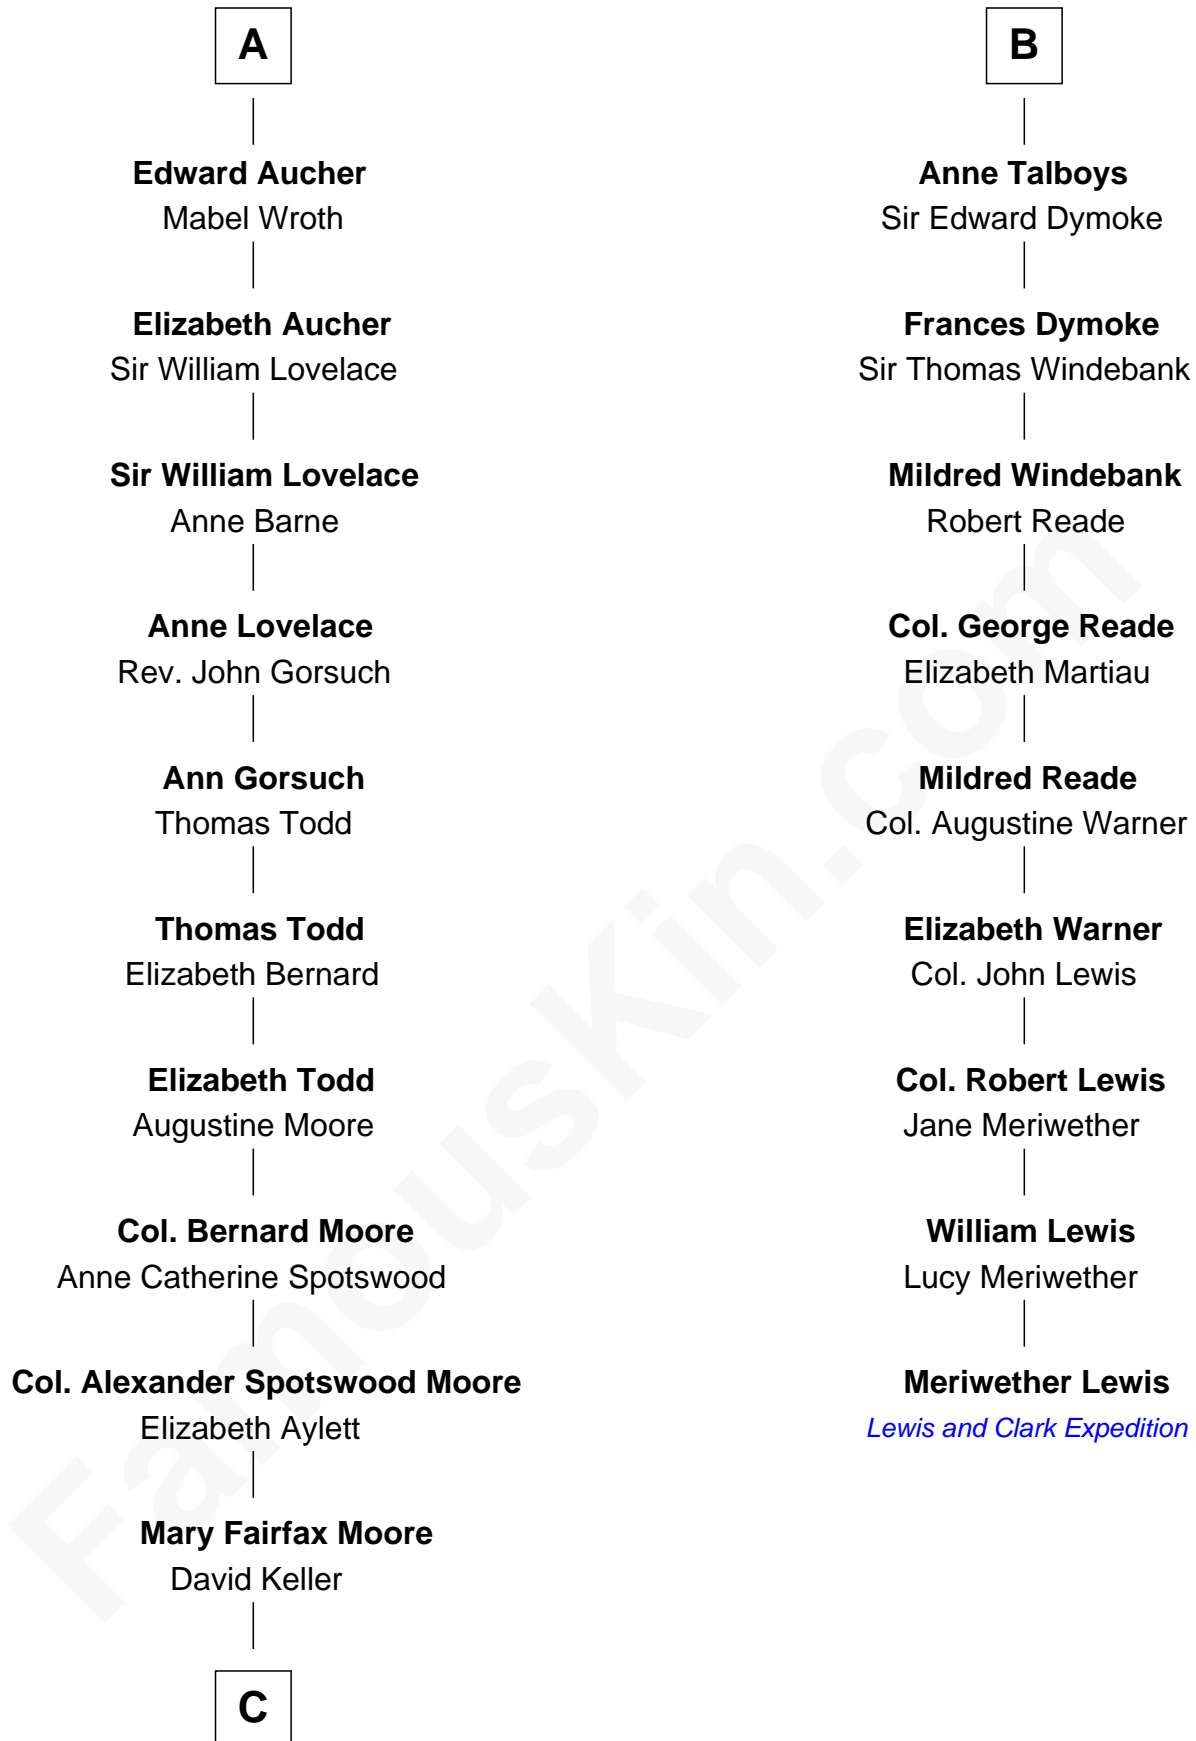 A
Edward Aucher
Mabel Wroth
Elizabeth Aucher
Sir William Lovelace
Sir William Lovelace
Anne Barne
Anne Lovelace
Rev. John Gorsuch
Ann Gorsuch
Thomas Todd
Thomas Todd
Elizabeth Bernard
Elizabeth Todd
Augustine Moore
Col. Bernard Moore
Anne Catherine Spotswood
Col. Alexander Spotswood Moore
Elizabeth Aylett
Mary Fairfax Moore
David Keller
C
B
Anne Talboys
Sir Edward Dymoke
Frances Dymoke
Sir Thomas Windebank
Mildred Windebank
Robert Reade
Col. George Reade
Elizabeth Martiau
Mildred Reade
Col. Augustine Warner
Elizabeth Warner
Col. John Lewis
Col. Robert Lewis
Jane Meriwether
William Lewis
Lucy Meriwether
Meriwether Lewis
Lewis and Clark Expedition
FamousKin.com